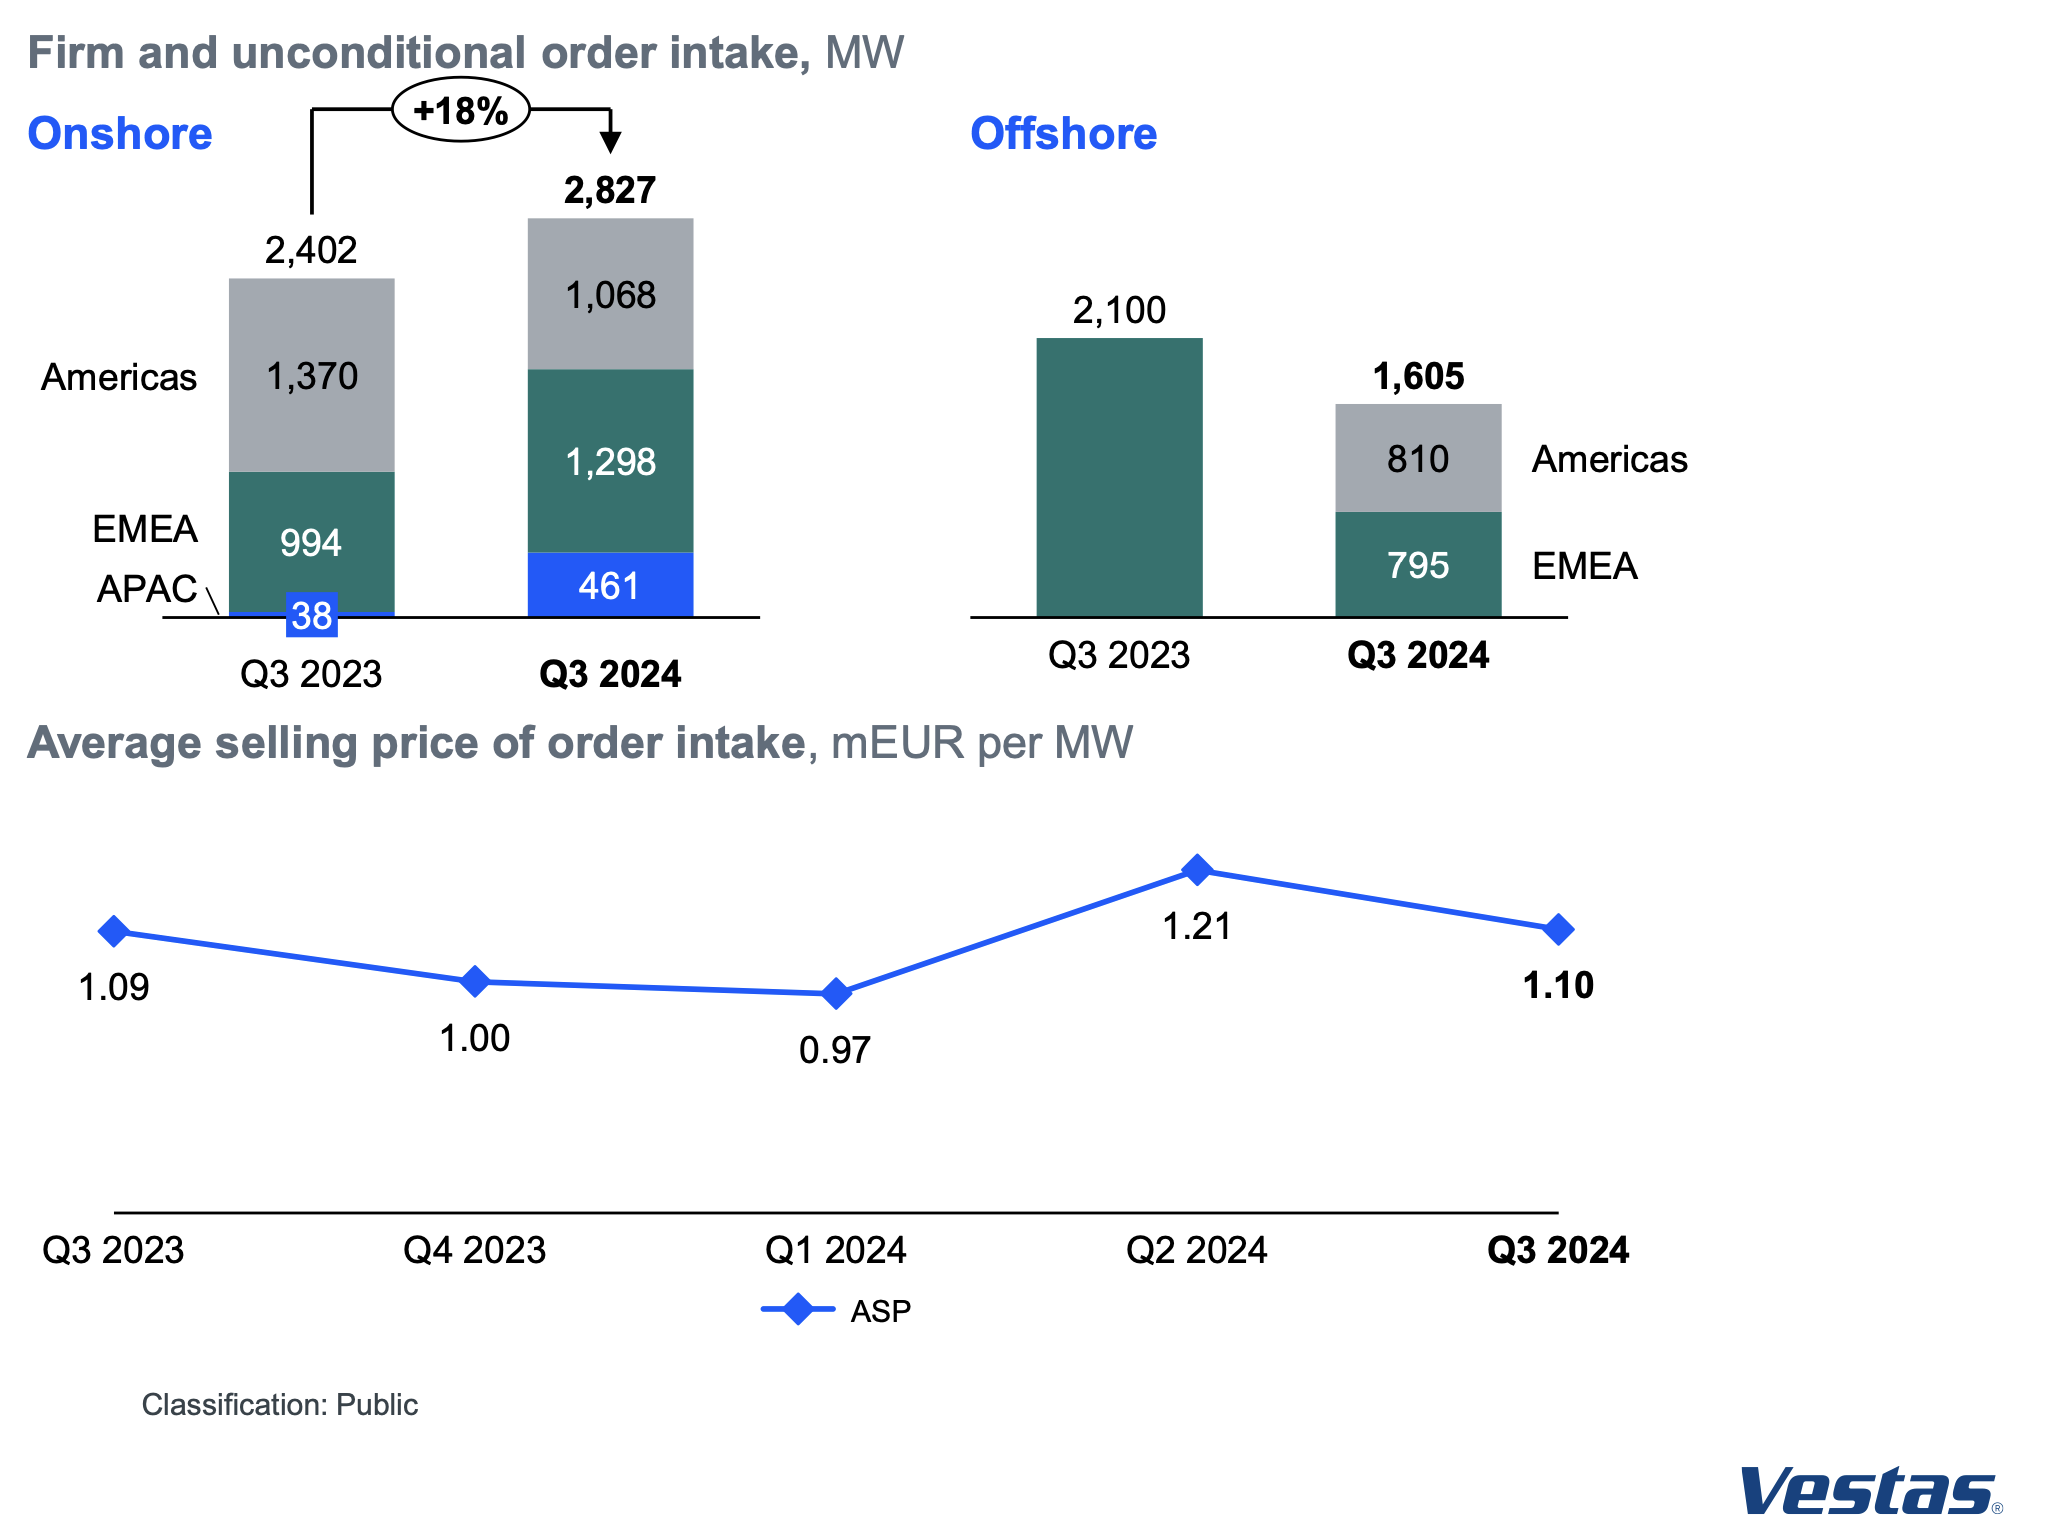 Firm and unconditional order intake, MW
Onshore
+18%
2,827
2,402
1,068
Americas
1,370
1,298
EMEA
994
APAC
38
461
Q3 2023
Q3 2024
Offshore
2,100
1,605
810
Americas
795
EMEA
Q3 2023
Q3 2024
Average selling price of order intake, mEUR per MW
1.09
1.00
0.97
1.21
1.10
Q3 2023
Q4 2023
Q1 2024
Q2 2024
Q3 2024
ASP
Classification: Public
Vestas®